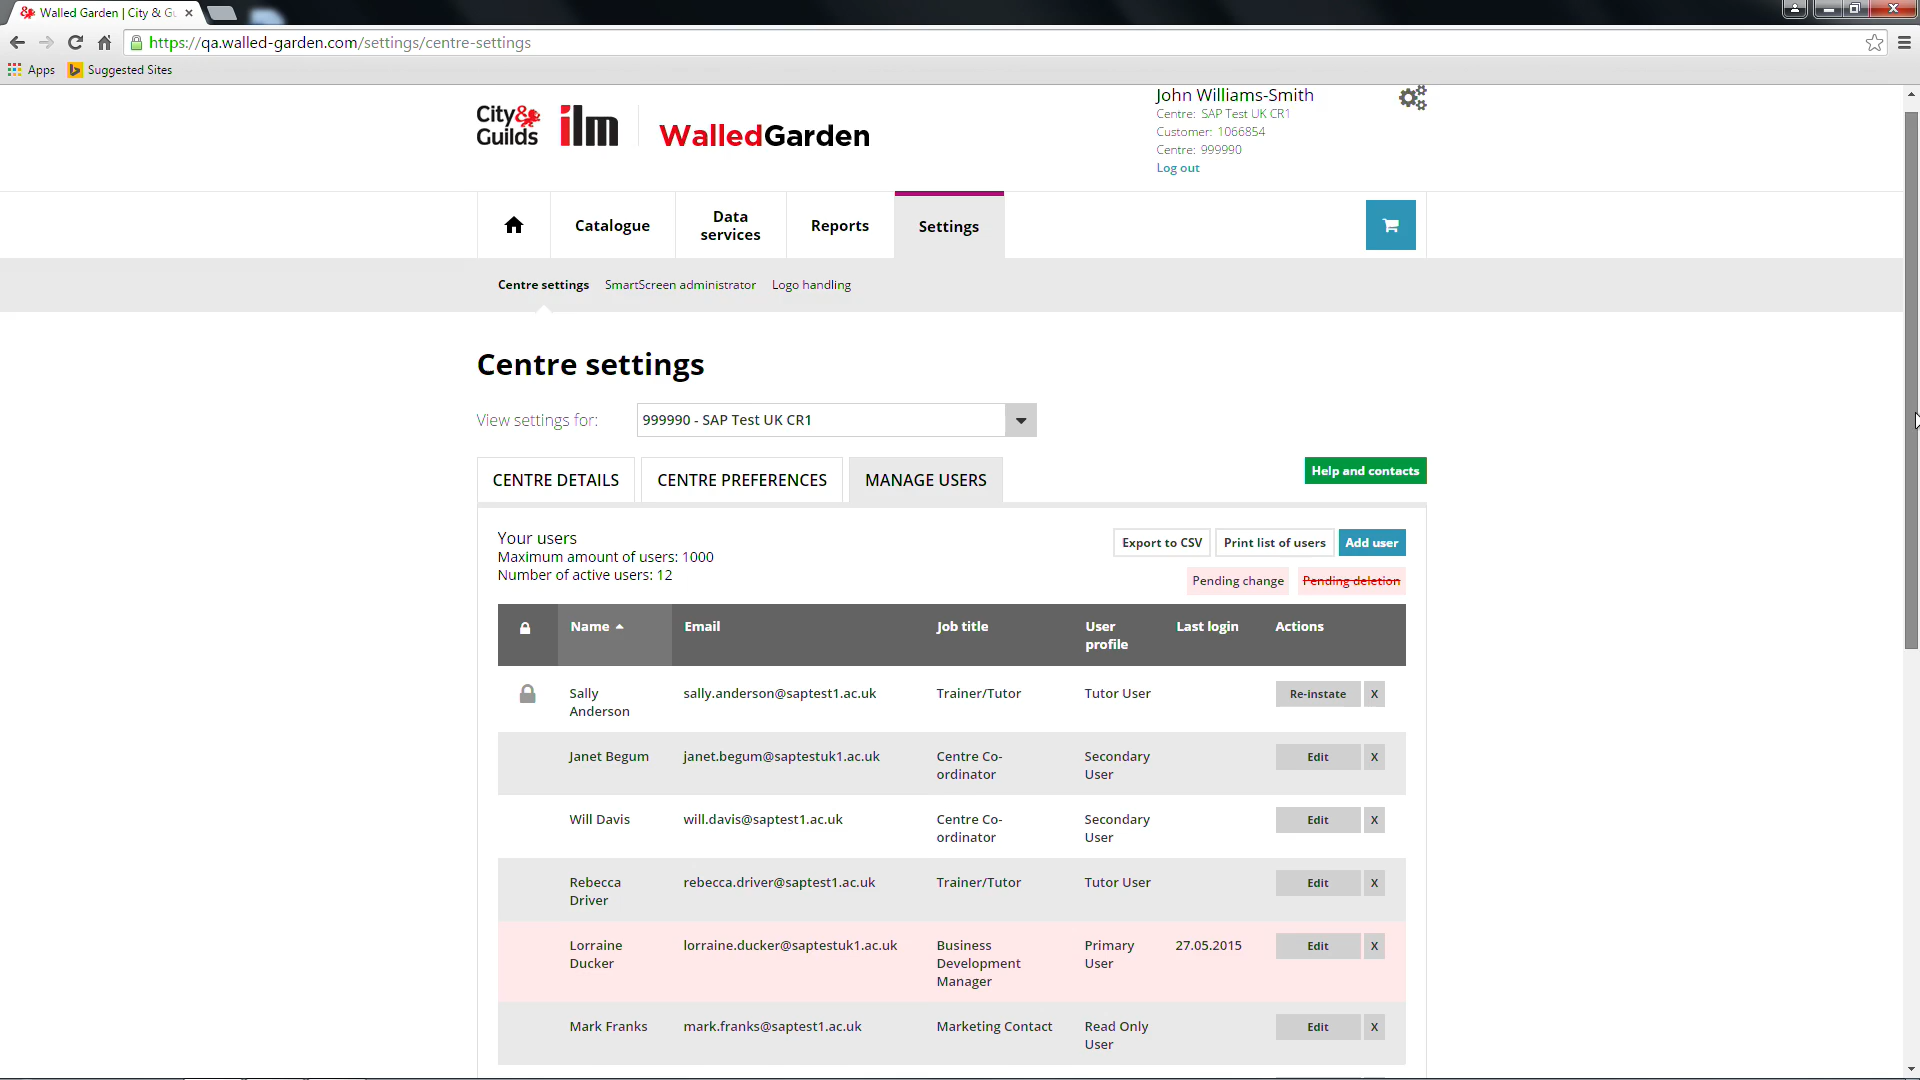 Walled Garden | City & Gu
https://qa.walled-garden.com/settings/centre-settings
Apps Suggested Sites
City&
Guilds
ilm
WalledGarden
John Williams-Smith
Centre: SAP Test UK CR1
Customer: 1066854
Centre: 999990
Log out
Catalogue
Data
services
Reports
Settings
Centre settings SmartScreen administrator Logo handling
Centre settings
View settings for: 999990 - SAP Test UK CR1
CENTRE DETAILS CENTRE PREFERENCES MANAGE USERS
Help and contacts
Your users
Maximum amount of users: 1000
Number of active users: 12
Export to CSV Print list of users Add user
Pending change Pending deletion
Name Email Job title User
profile Last login Actions
Sally
Anderson sally.anderson@saptest1.ac.uk Trainer/Tutor Tutor User Re-instate X
Janet Begum janet.begum@saptestuk1.ac.uk Centre Co-
ordinator Secondary
User Edit X
Will Davis will.davis@saptest1.ac.uk Centre Co-
ordinator Secondary
User Edit X
Rebecca
Driver rebecca.driver@saptest1.ac.uk Trainer/Tutor Tutor User Edit X
Lorraine
Ducker lorraine.ducker@saptestuk1.ac.uk Business
Development
Manager Primary
User 27.05.2015 Edit X
Mark Franks mark.franks@saptest1.ac.uk Marketing Contact Read Only
User Edit X